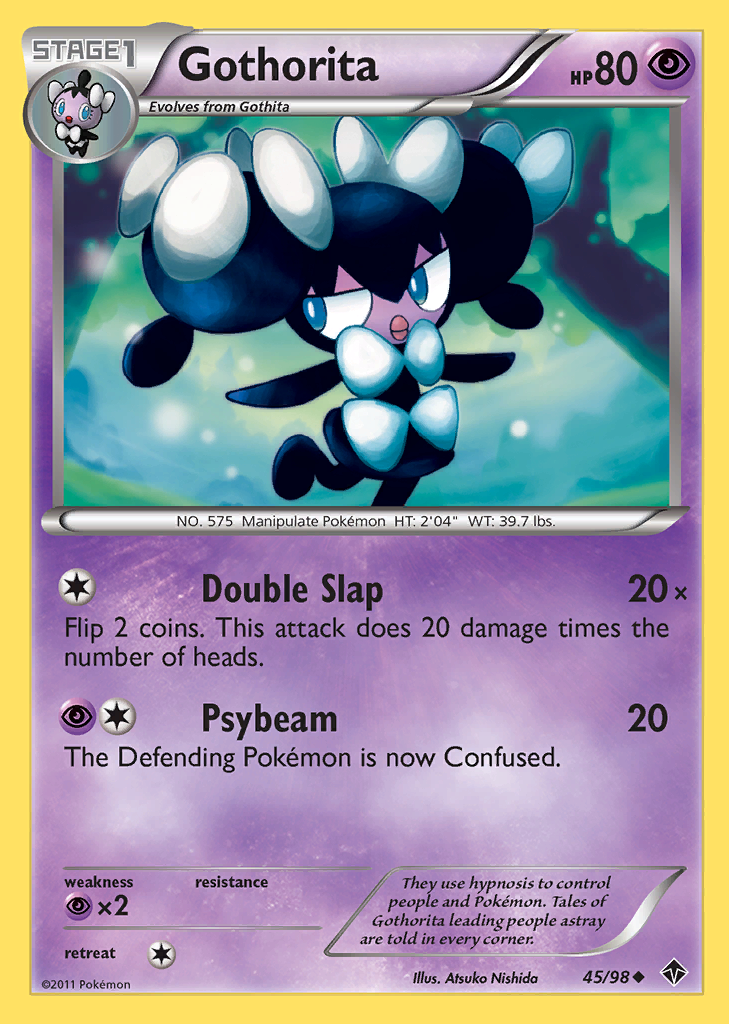 STAGE1
Gothorita
HP80
Evolves from Gothita
NO. 575 Manipulate Pokémon HT: 2'04" WT: 39.7 lbs.
Double Slap 20×
Flip 2 coins. This attack does 20 damage times the
number of heads.
Psybeam 20
The Defending Pokémon is now Confused.
weakness resistance
×2
retreat
They use hypnosis to control
people and Pokémon. Tales of
Gothorita leading people astray
are told in every corner.
©2011 Pokémon
Illus. Atsuko Nishida
45/98